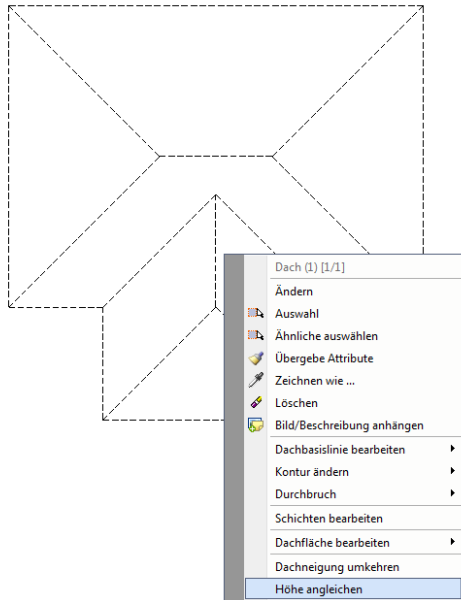 Dach (1) [1/1]
Ändern
Auswahl
Ähnliche auswählen
Übergebe Attribute
Zeichnen wie ...
Löschen
Bild/Beschreibung anhängen
Dachbasislinie bearbeiten
Kontur ändern
Durchbruch
Schichten bearbeiten
Dachfläche bearbeiten
Dachneigung umkehren
Höhe angleichen